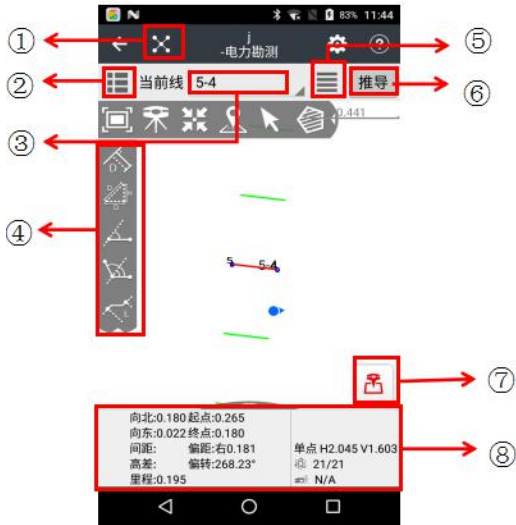 83% 11:44
① ← j ?
-电力勘测
② 当前线 5-4 推导
⑤
⑥
0.441
③
D
④
L
5 5-4
⑦
向北:0.180 起点:0.265
向东:0.022 终点:0.180
间距: 偏距:右0.181 单点 H2.045 V1.603
高差: 偏转:268.23° 21/21
里程:0.195 N/A
⑧